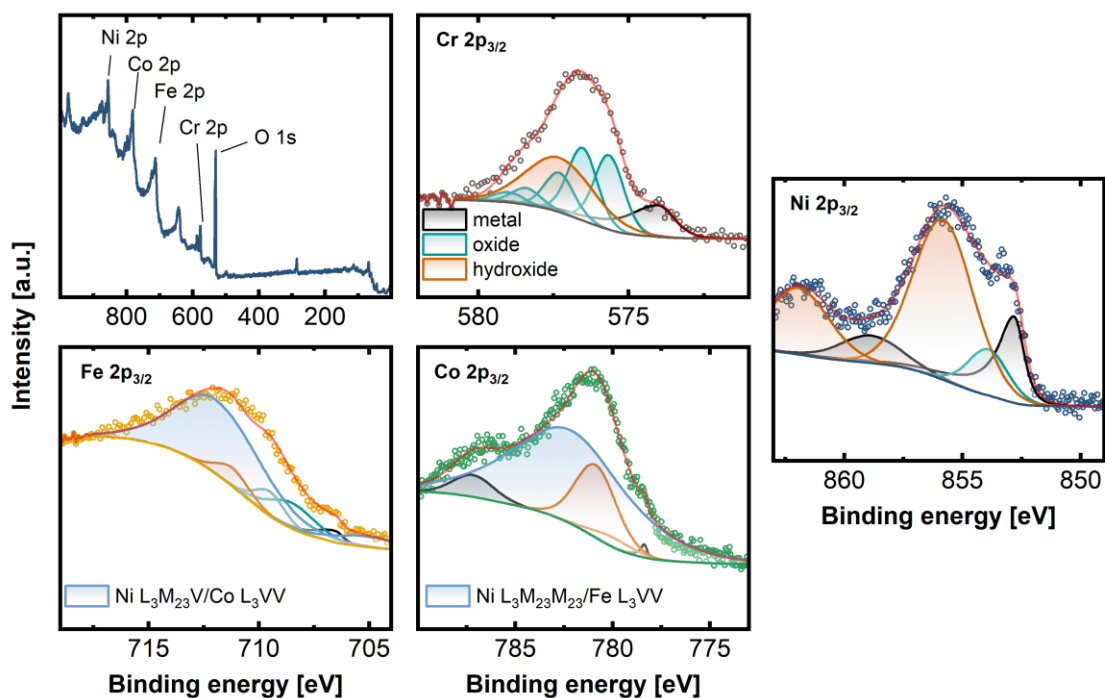 Ni 2p
Co 2p
Fe 2p
Cr 2p
O 1s
800 600 400 200
Cr 2p3/2
metal
oxide
hydroxide
580 575
Ni 2p3/2
860 855 850
Binding energy [eV]
Intensity [a.u.]
Fe 2p3/2
Ni L3M23V/Co L3VV
715 710 705
Binding energy [eV]
Co 2p3/2
Ni L3M23M23/Fe L3VV
785 780 775
Binding energy [eV]